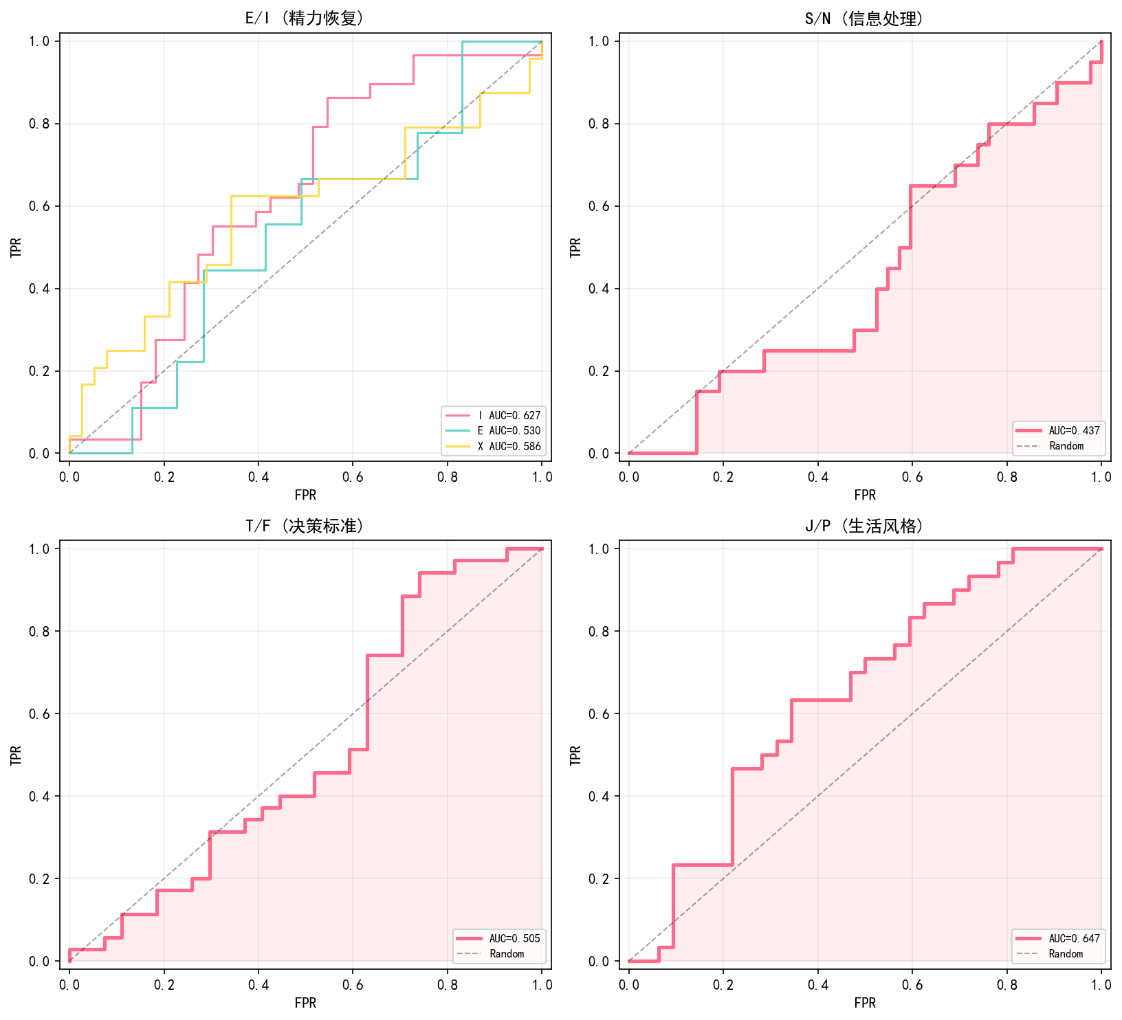 E/I (精力恢复)
1.0
0.8
0.6
0.4
0.2
0.0
TPR
0.0 0.2 0.4 0.6 0.8 1.0
FPR
I AUC=0.627
E AUC=0.530
X AUC=0.586
S/N (信息处理)
1.0
0.8
0.6
0.4
0.2
0.0
TPR
0.0 0.2 0.4 0.6 0.8 1.0
FPR
AUC=0.437
Random
T/F (决策标准)
1.0
0.8
0.6
0.4
0.2
0.0
TPR
0.0 0.2 0.4 0.6 0.8 1.0
FPR
AUC=0.505
Random
J/P (生活风格)
1.0
0.8
0.6
0.4
0.2
0.0
TPR
0.0 0.2 0.4 0.6 0.8 1.0
FPR
AUC=0.647
Random